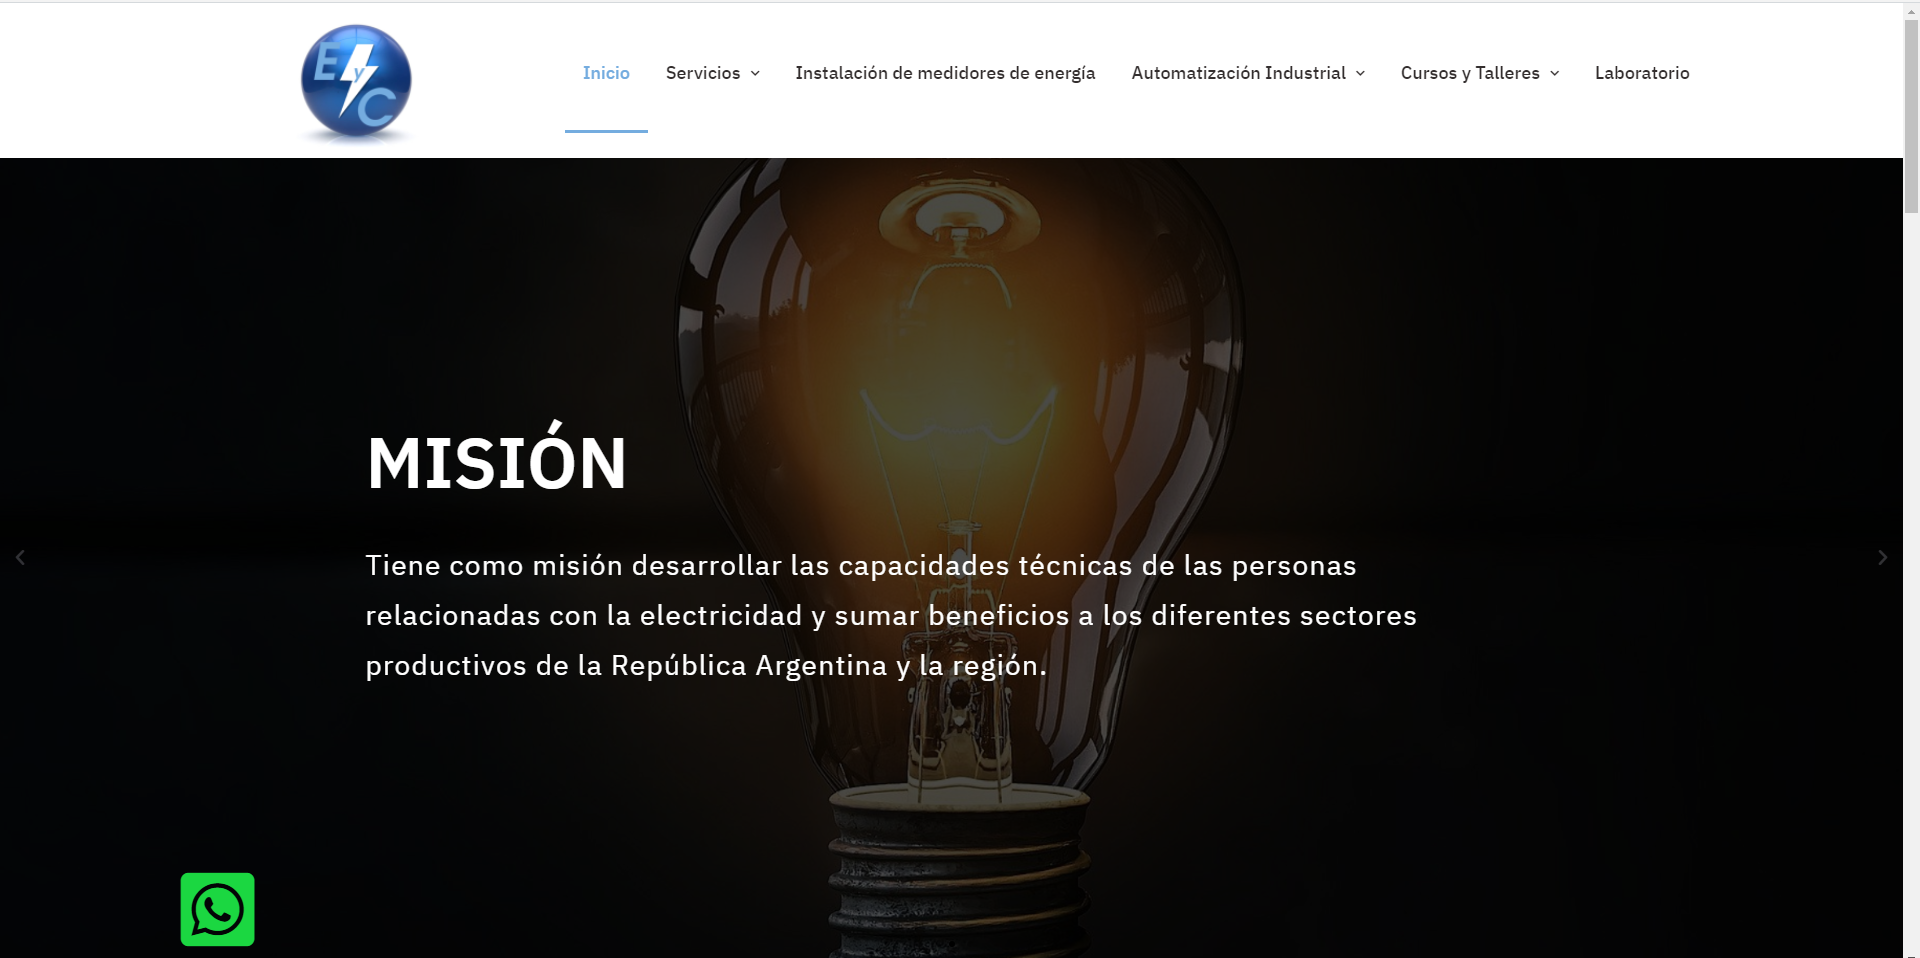 EyC
Inicio
Servicios
Instalación de medidores de energía
Automatización Industrial
Cursos y Talleres
Laboratorio
MISIÓN
Tiene como misión desarrollar las capacidades técnicas de las personas
relacionadas con la electricidad y sumar beneficios a los diferentes sectores
productivos de la República Argentina y la región.